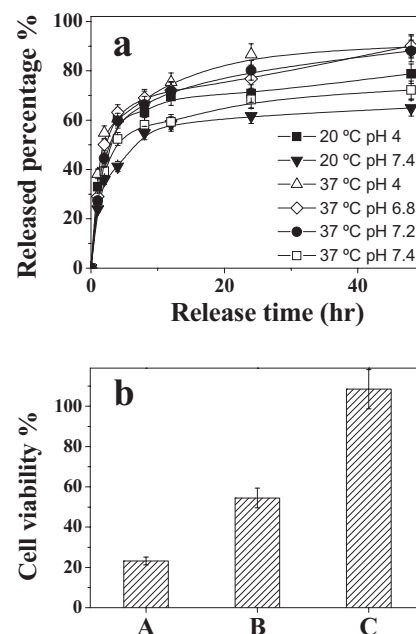 a
100
80
60
40
20
0
Released percentage %
20 ºC pH 4
20 ºC pH 7.4
37 ºC pH 4
37 ºC pH 6.8
37 ºC pH 7.2
37 ºC pH 7.4
0 20 40
Release time (hr)
b
100
80
60
40
20
0
Cell viability %
A B C